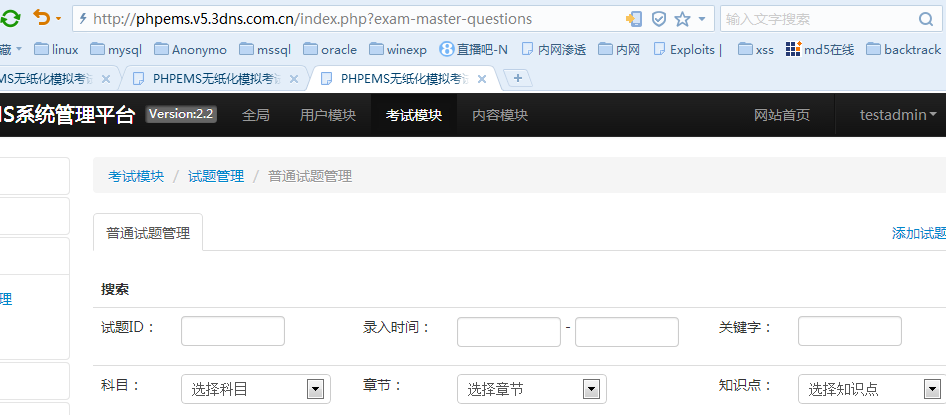 http://phpems.v5.3dns.com.cn/index.php?exam-master-questions 输入文字搜索
linux mysql Anonymo mssql oracle winexp 直播吧-N 内网渗透 内网 Exploits | xss md5在线 backtrack
MS无纸化模拟考试 PHPEMS无纸化模拟考试 PHPEMS无纸化模拟考试
MS系统管理平台 Version:2.2 全局 用户模块 考试模块 内容模块 网站首页 testadmin
考试模块 / 试题管理 / 普通试题管理
普通试题管理 添加试题
理
搜索
试题ID： 录入时间： - 关键字：
科目： 选择科目 章节： 选择章节 知识点： 选择知识点